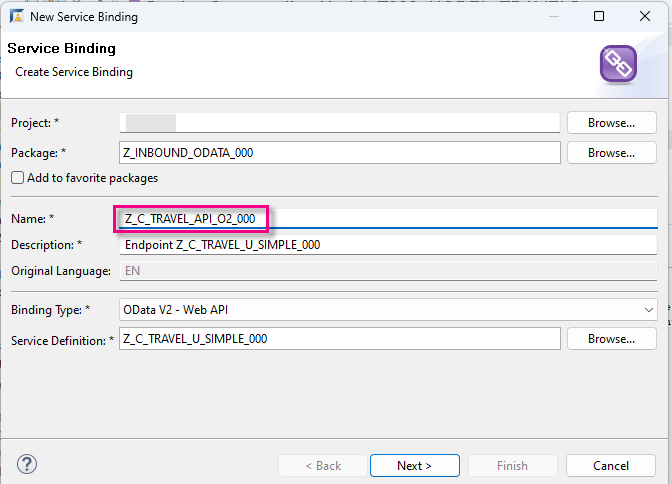 New Service Binding
Service Binding
Create Service Binding
Project: *
Browse...
Package: * Z_INBOUND_ODATA_000 Browse...
Add to favorite packages
Name: * Z_C_TRAVEL_API_O2_000
Description: * Endpoint Z_C_TRAVEL_U_SIMPLE_000
Original Language: EN
Binding Type: * OData V2 - Web API
Service Definition: * Z_C_TRAVEL_U_SIMPLE_000 Browse...
? < Back Next > Finish Cancel